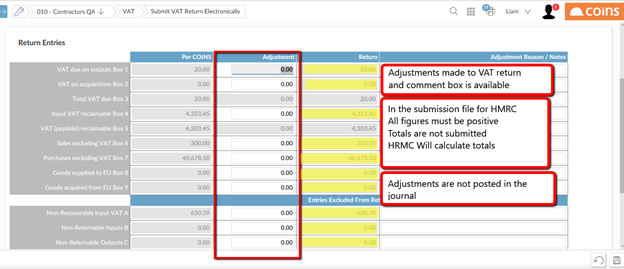 010 - Contractors QA
VAT
Submit VAT Return Electronically
Liam
COINS
Return Entries
Per COINS Adjustment Return Adjustment Reason / Notes
VAT due on outputs Box 1 20.00 0.00 20.00
VAT on acquisitions Box 2 0.00 0.00 0.00
Total VAT due Box 3 20.00 0.00 20.00
Input VAT reclaimable Box 4 4,323.45 0.00 4,323.45
VAT (payable)/reclaimable Box 5 4,303.45 0.00 4,303.45
Sales excluding VAT Box 6 300.00 0.00 300.00
Purchases excluding VAT Box 7 40,678.50 0.00 40,678.50
Goods supplied to EU Box 8 0.00 0.00 0.00
Goods acquired from EU Box 9 0.00 0.00 0.00
Entries Excluded From Ret
Non-Recoverable Input VAT A 630.39 0.00 630.39
Non-Returnable Inputs B 0.00 0.00 0.00
Non-Returnable Outputs C 0.00 0.00 0.00
Adjustments made to VAT return
and comment box is available
In the submission file for HMRC
All figures must be positive
Totals are not submitted
HRMC Will calculate totals
Adjustments are not posted in the
journal